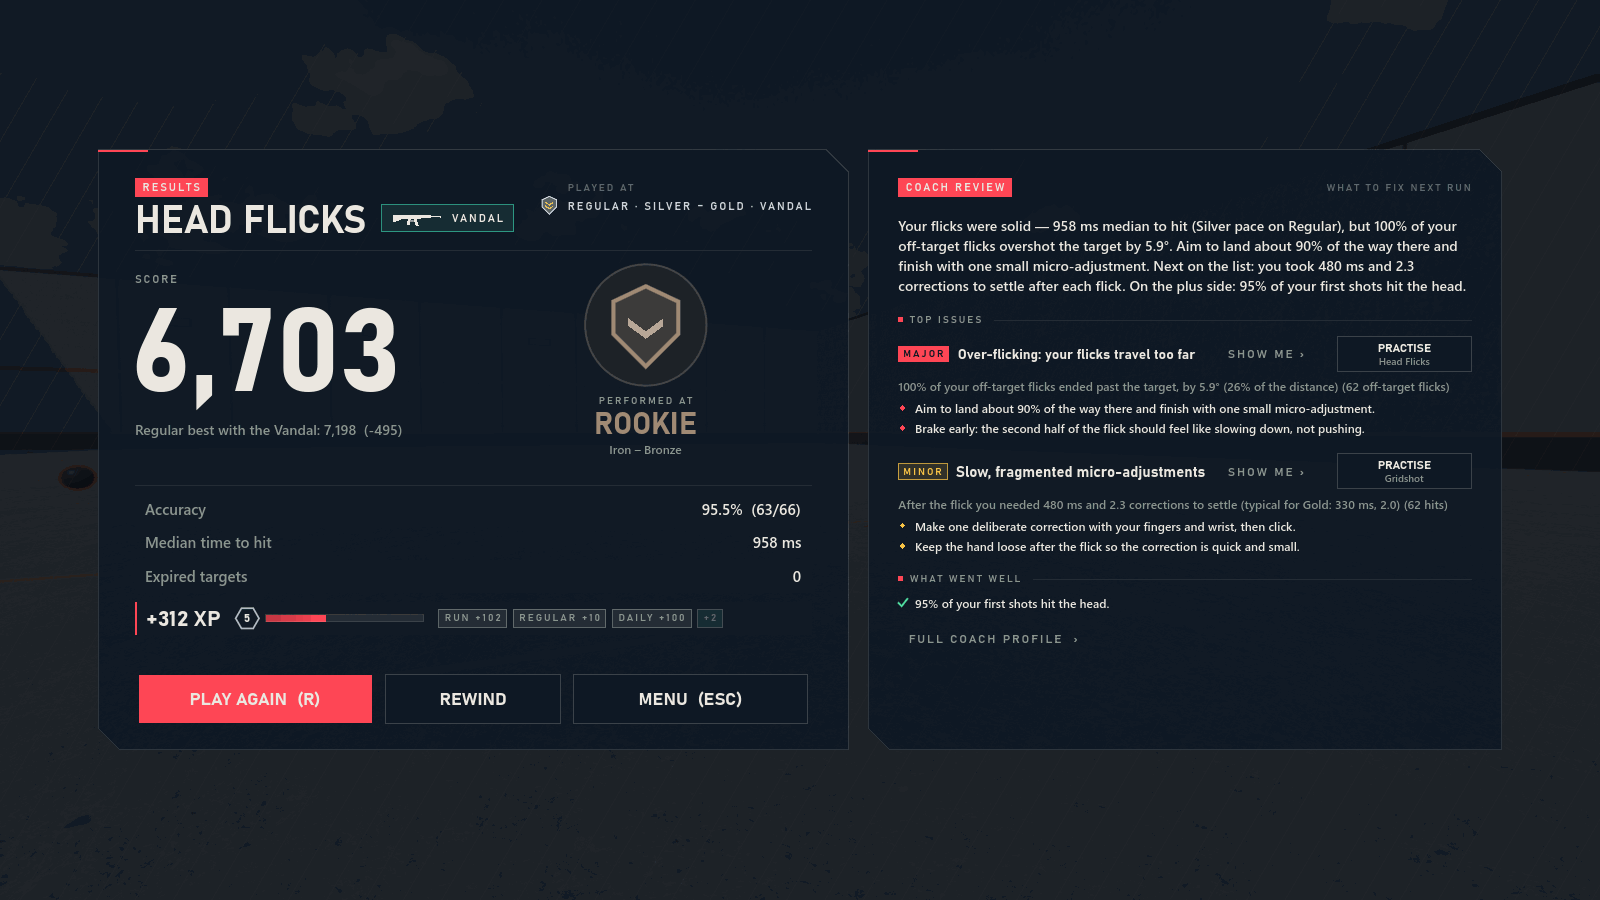 RESULTS
HEAD FLICKS
VANDAL
PLAYED AT
REGULAR · SILVER – GOLD · VANDAL
SCORE
6,703
Regular best with the Vandal: 7,198 (-495)
PERFORMED AT
ROOKIE
Iron – Bronze
Accuracy 95.5% (63/66)
Median time to hit 958 ms
Expired targets 0
+312 XP 5 RUN +102 REGULAR +10 DAILY +100 +2
PLAY AGAIN (R) REWIND MENU (ESC)
COACH REVIEW WHAT TO FIX NEXT RUN
Your flicks were solid — 958 ms median to hit (Silver pace on Regular), but 100% of your
off-target flicks overshot the target by 5.9°. Aim to land about 90% of the way there and
finish with one small micro-adjustment. Next on the list: you took 480 ms and 2.3
corrections to settle after each flick. On the plus side: 95% of your first shots hit the head.
TOP ISSUES
MAJOR Over-flicking: your flicks travel too far SHOW ME › PRACTISE
Head Flicks
100% of your off-target flicks ended past the target, by 5.9° (26% of the distance) (62 off-target flicks)
Aim to land about 90% of the way there and finish with one small micro-adjustment.
Brake early: the second half of the flick should feel like slowing down, not pushing.
MINOR Slow, fragmented micro-adjustments SHOW ME › PRACTISE
Gridshot
After the flick you needed 480 ms and 2.3 corrections to settle (typical for Gold: 330 ms, 2.0) (62 hits)
Make one deliberate correction with your fingers and wrist, then click.
Keep the hand loose after the flick so the correction is quick and small.
WHAT WENT WELL
95% of your first shots hit the head.
FULL COACH PROFILE ›